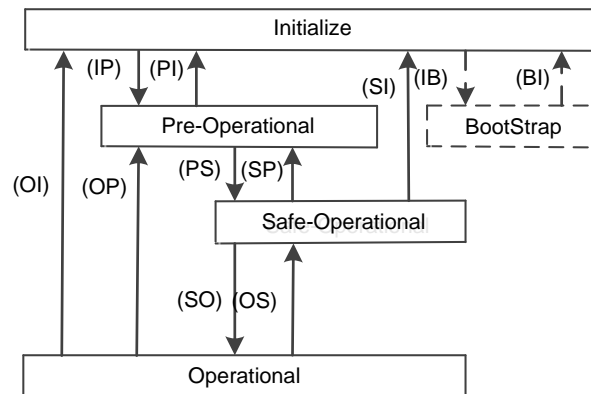 Initialize
(IP) (PI) (SI) (IB) (BI)
Pre-Operational BootStrap
(OI) (OP) (PS) (SP)
Safe-Operational
(SO) (OS)
Operational